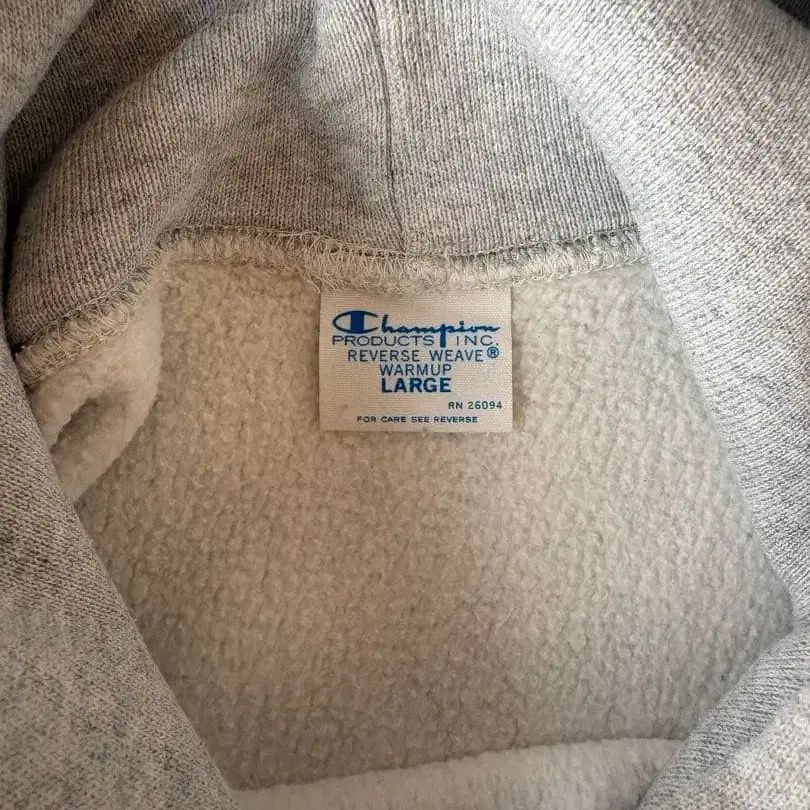 Champion
PRODUCTS INC.
REVERSE WEAVE®
WARMUP
LARGE
RN 26094
FOR CARE SEE REVERSE